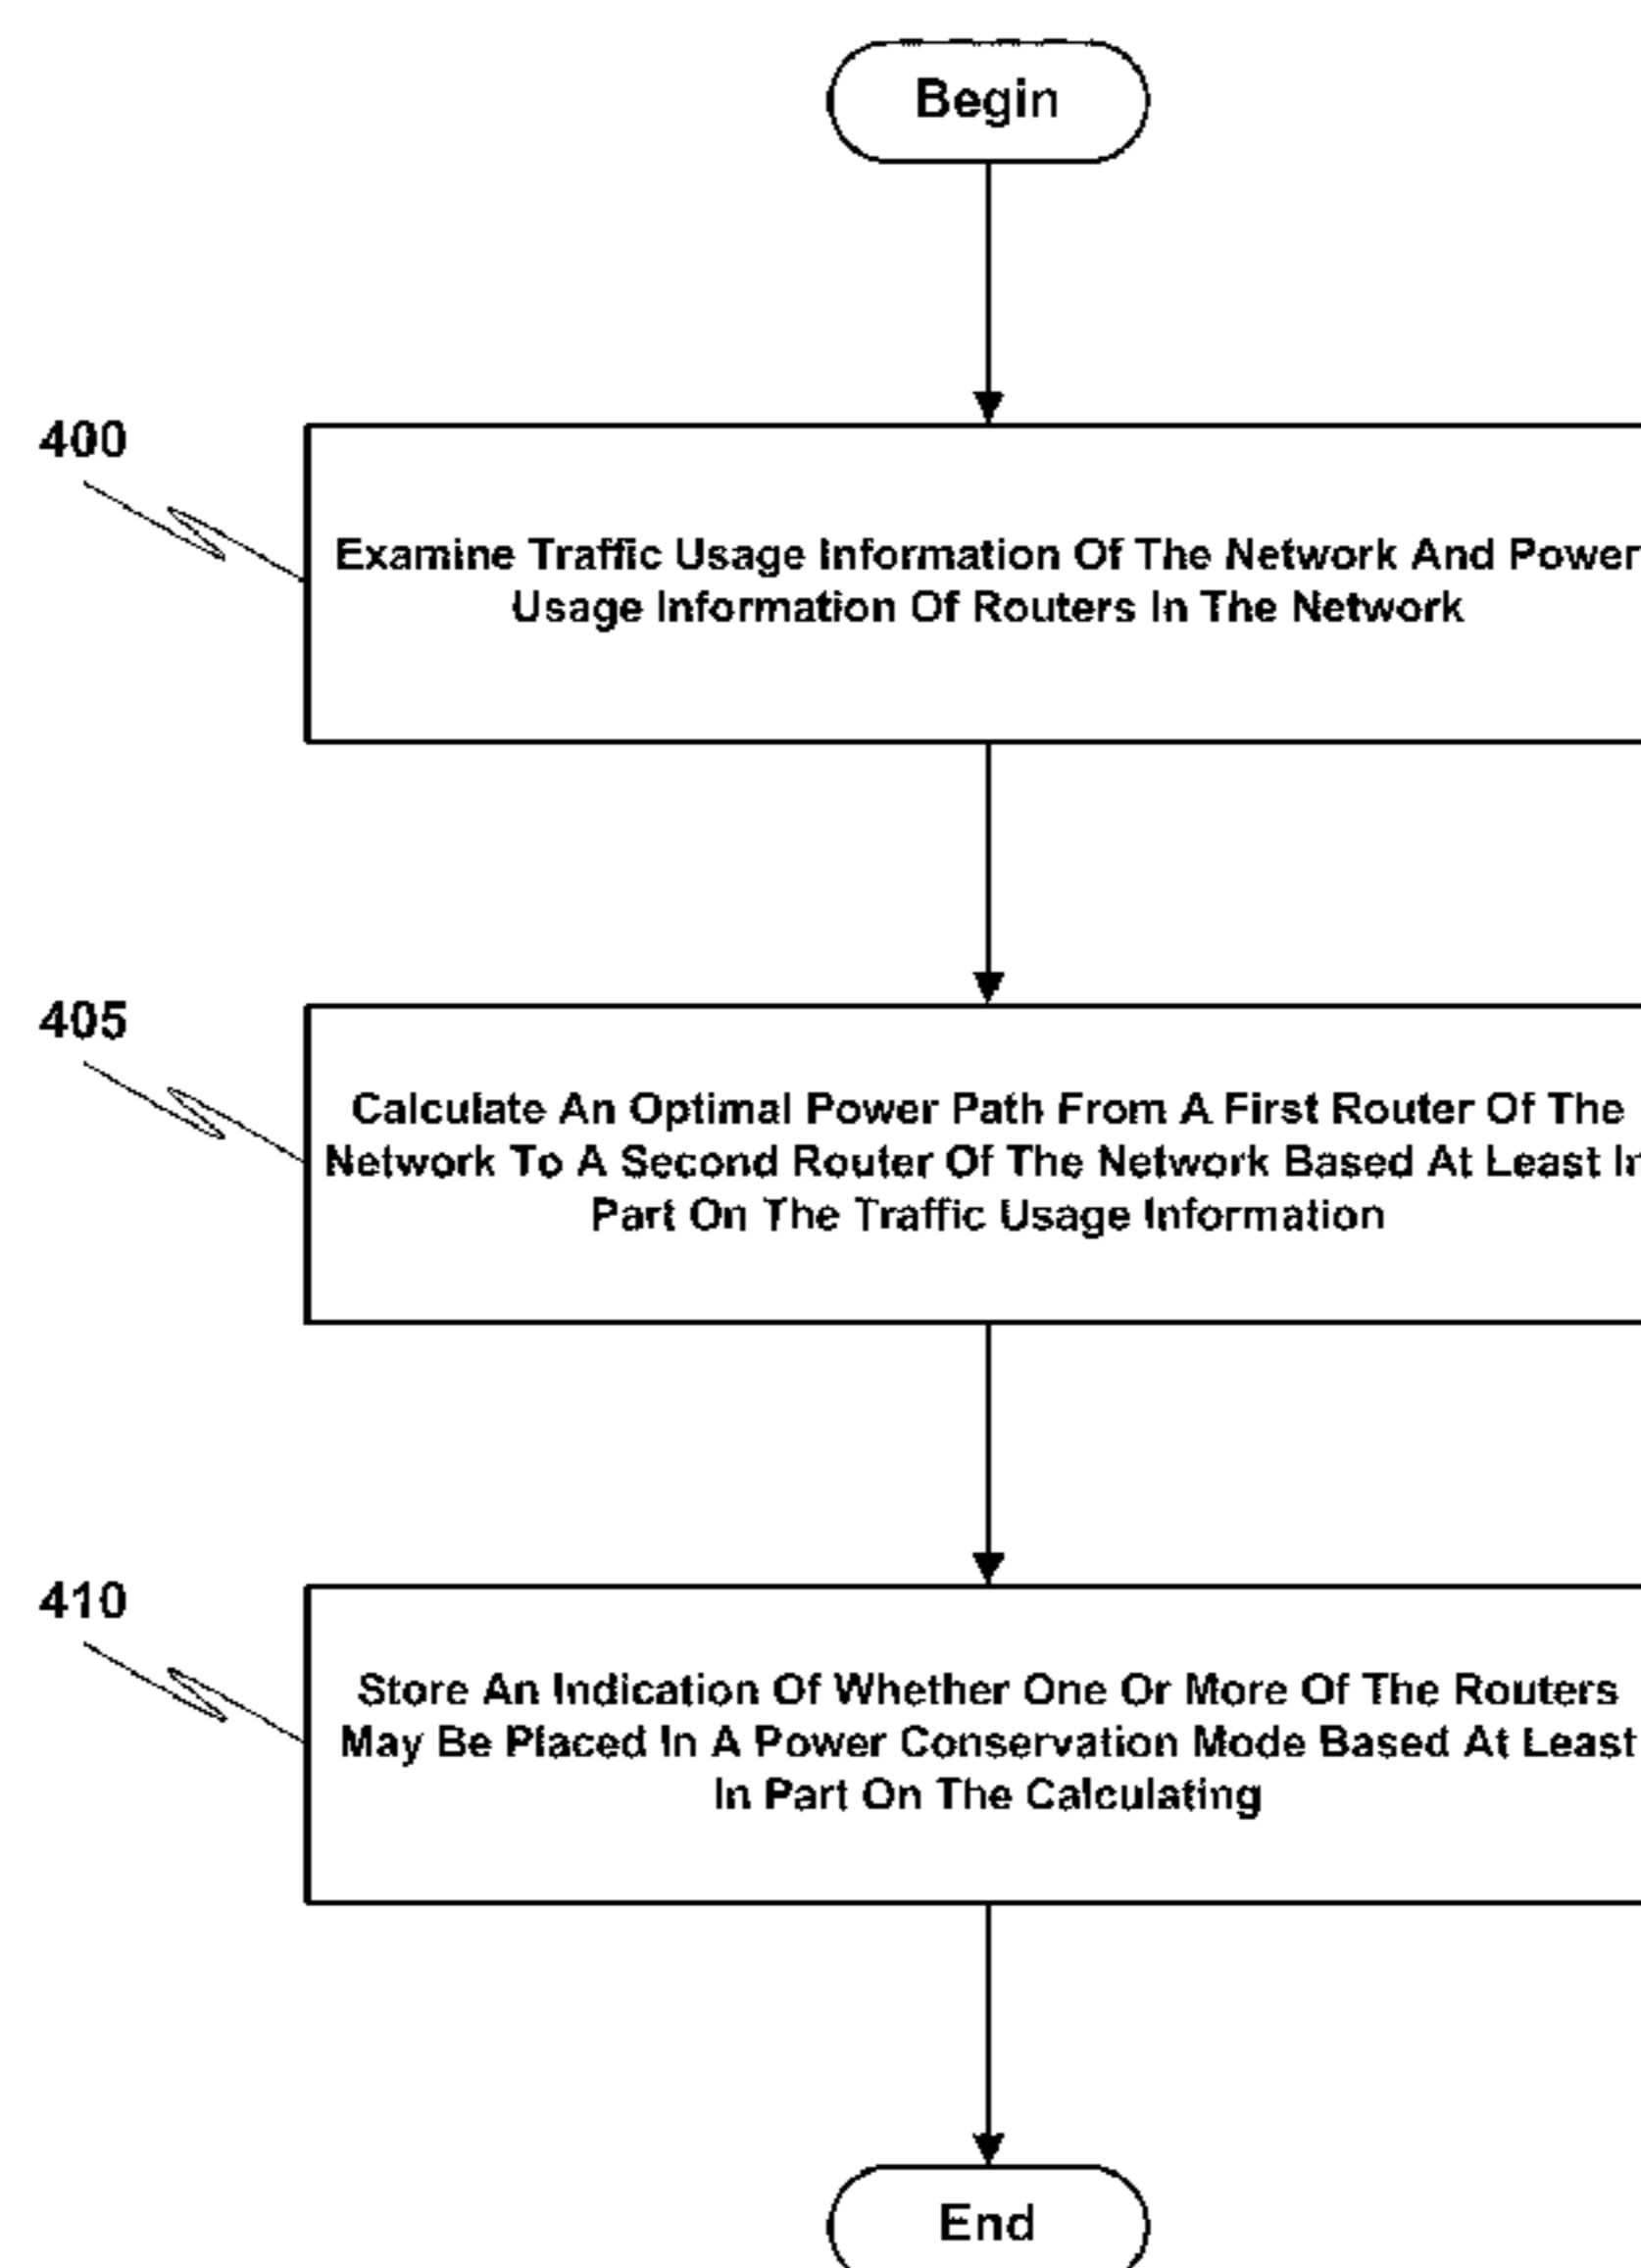 Begin
400
Examine Traffic Usage Information Of The Network And Power
Usage Information Of Routers In The Network
405
Calculate An Optimal Power Path From A First Router Of The
Network To A Second Router Of The Network Based At Least In
Part On The Traffic Usage Information
410
Store An Indication Of Whether One Or More Of The Routers
May Be Placed In A Power Conservation Mode Based At Least
In Part On The Calculating
End